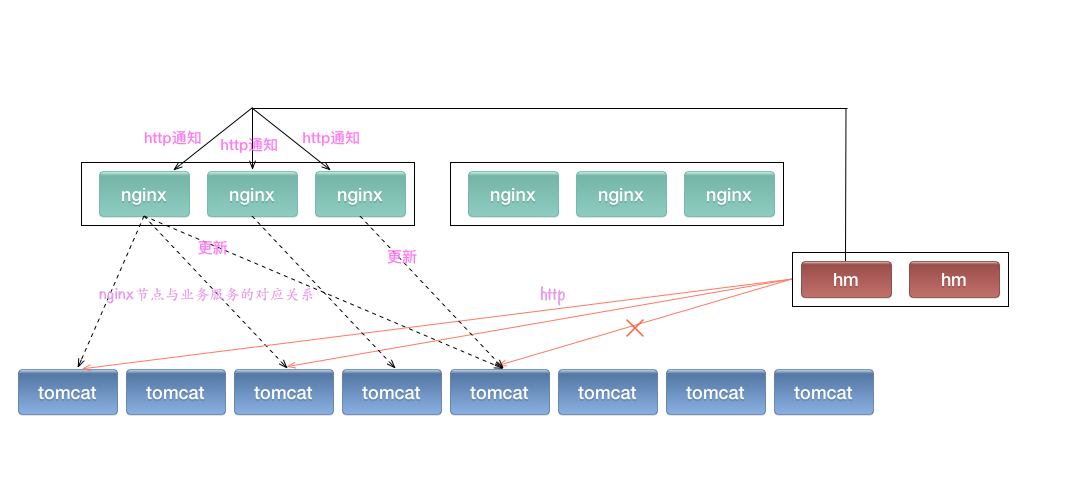 http通知
http通知
http通知
nginx
nginx
nginx
nginx
nginx
nginx
更新
更新
hm
hm
nginx节点与业务服务的对应关系
http
tomcat
tomcat
tomcat
tomcat
tomcat
tomcat
tomcat
tomcat